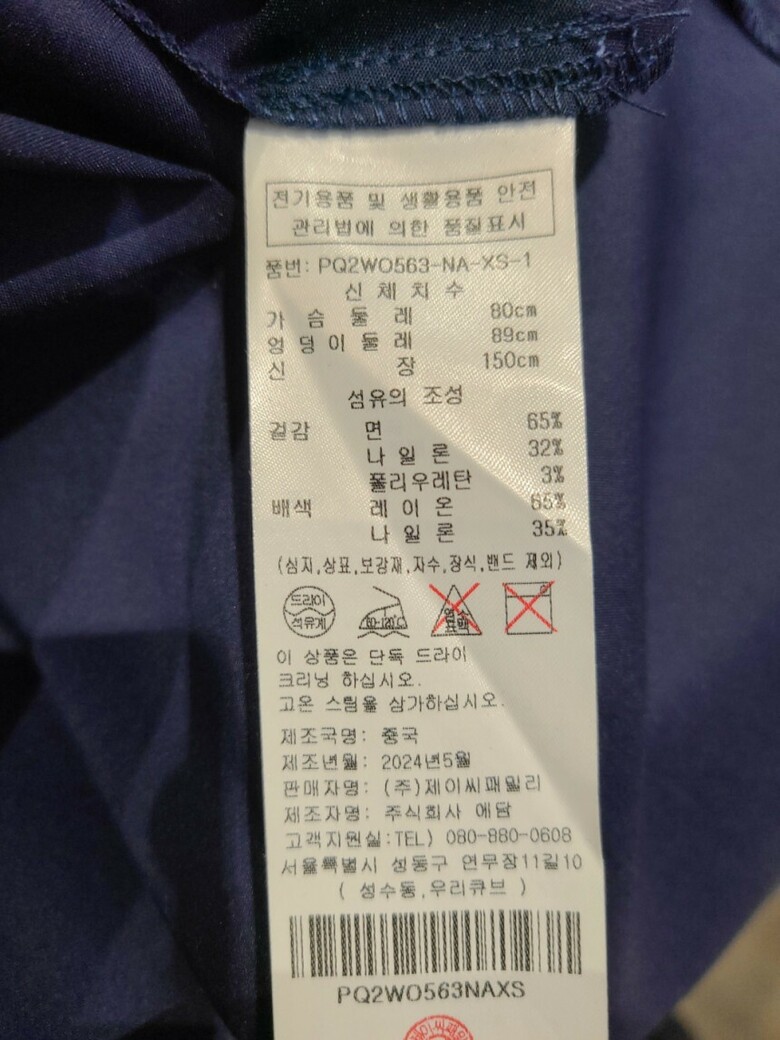 전기용품 및 생활용품 안전
관리법에 의한 품질표시
품번: PQ2WO563-NA-XS-1
신 체 치 수
가 슴 둘 레 80cm
엉 덩 이 둘 레 89cm
신 장 150cm
섬유의 조성
겉감 면 65%
나 일 론 32%
폴리우레탄 3%
배색 레 이 온 65%
나 일 론 35%
(심지,상표,보강재,자수,장식,밴드 제외)
드라이
석유계
80-120℃
염소
표백
이 상품은 단독 드라이
크리닝 하십시오.
고온 스팀을 삼가하십시오.
제조국명: 중국
제조년월: 2024년5월
판매자명: (주)제이씨패밀리
제조자명: 주식회사 에담
고객지원실:TEL) 080-880-0608
서울특별시 성동구 연무장11길10
( 성수동,우리큐브 )
PQ2WO563NAXS